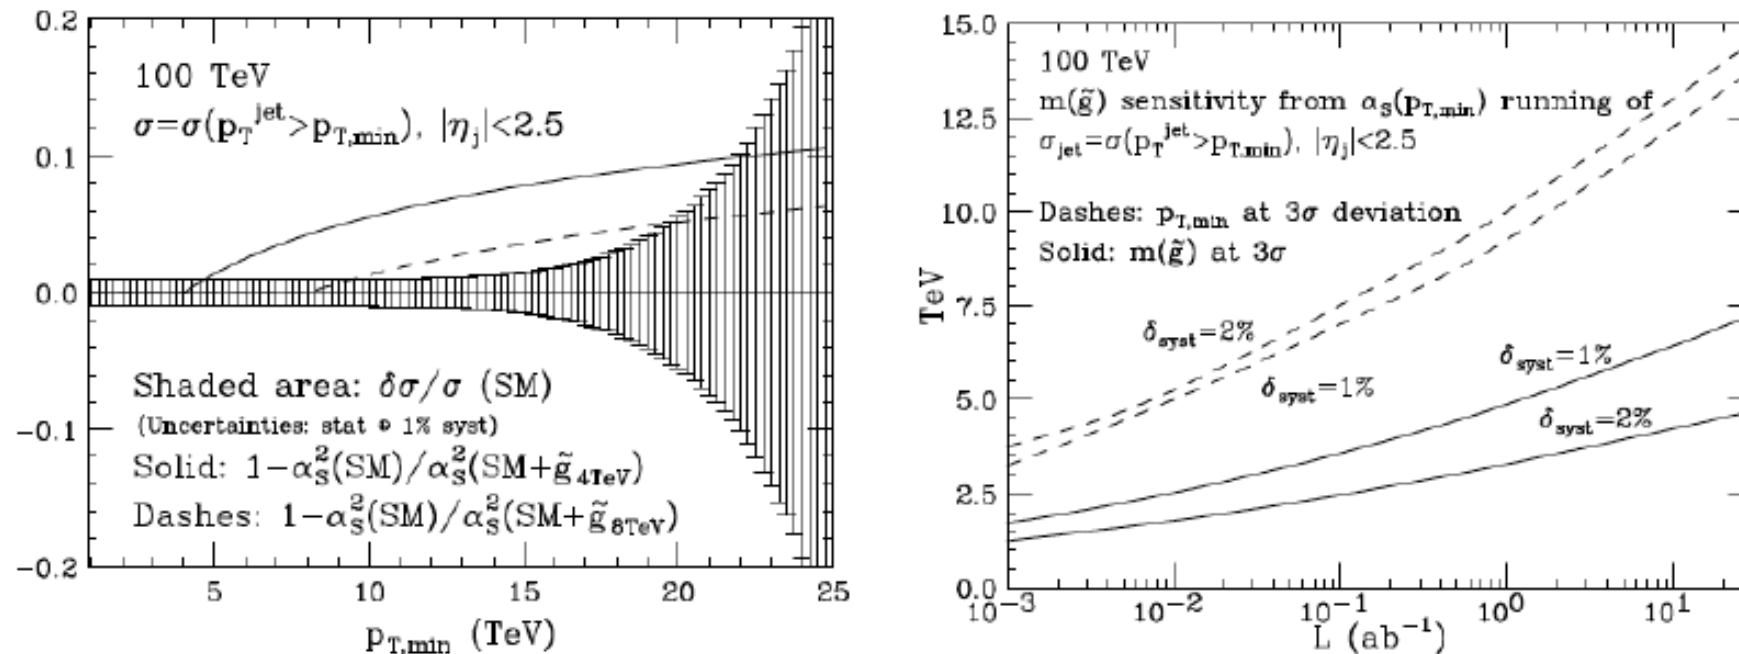 0.2
0.1
0.0
−0.1
−0.2
100 TeV
σ=σ(p_T^jet>p_T,min), |η_j|<2.5
Shaded area: δσ/σ (SM)
(Uncertainties: stat ⊕ 1% syst)
Solid: 1−α_S^2(SM)/α_S^2(SM+g̃_4TeV)
Dashes: 1−α_S^2(SM)/α_S^2(SM+g̃_8TeV)
5 10 15 20 25
p_T,min (TeV)
15.0
12.5
10.0
7.5
5.0
2.5
0.0
TeV
100 TeV
m(g̃) sensitivity from α_S(p_T,min) running of
σ_jet=σ(p_T^jet>p_T,min), |η_j|<2.5
Dashes: p_T,min at 3σ deviation
Solid: m(g̃) at 3σ
δ_syst=2%
δ_syst=1%
δ_syst=1%
δ_syst=2%
10^−3 10^−2 10^−1 10^0 10^1
L (ab^−1)